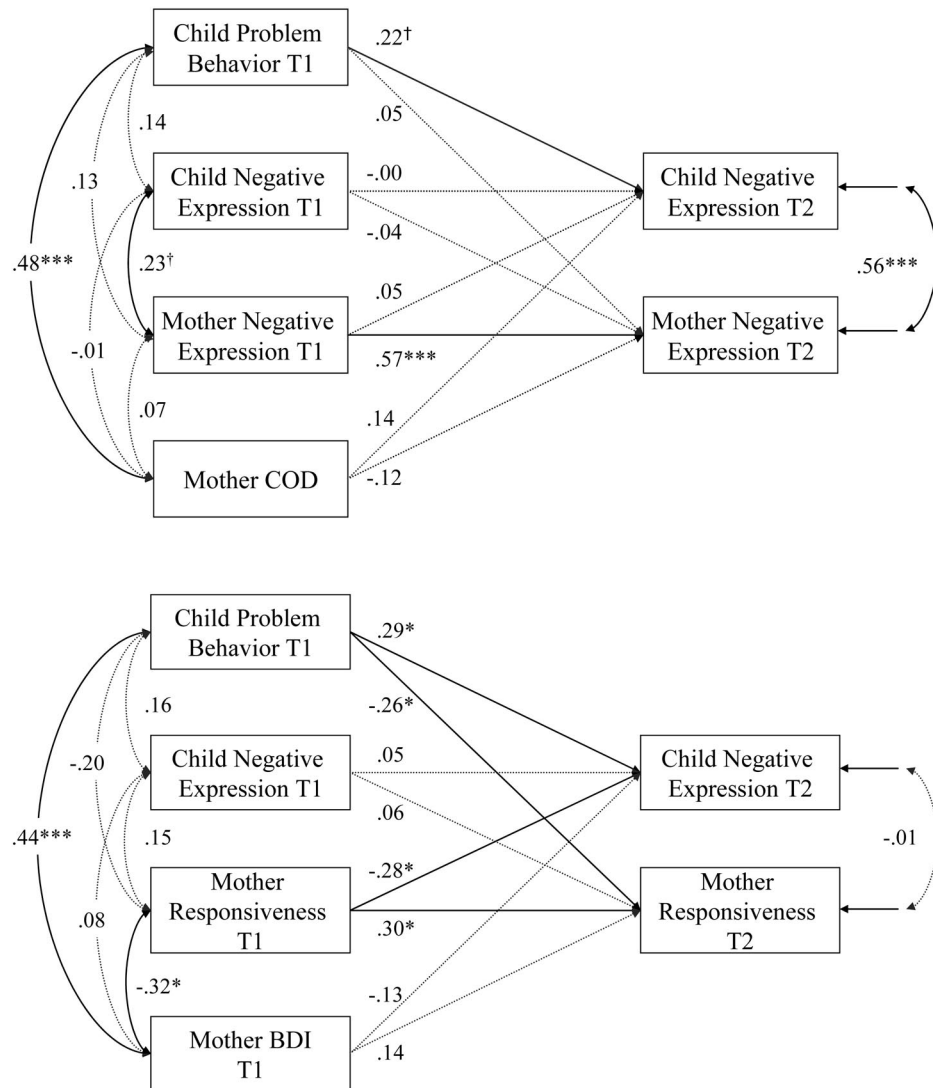 Child Problem
Behavior T1
.22†
.05
.14
Child Negative
Expression T1
-.00
-.04
Child Negative
Expression T2
.13
.48***
.23†
.56***
.05
Mother Negative
Expression T1
.57***
Mother Negative
Expression T2
-.01
.07
.14
Mother COD
-.12
Child Problem
Behavior T1
.29*
-.26*
.16
Child Negative
Expression T1
.05
.06
Child Negative
Expression T2
-.20
.44***
.15
-.01
-.28*
Mother
Responsiveness
T1
.30*
Mother
Responsiveness
T2
.08
-.32*
-.13
Mother BDI
T1
.14